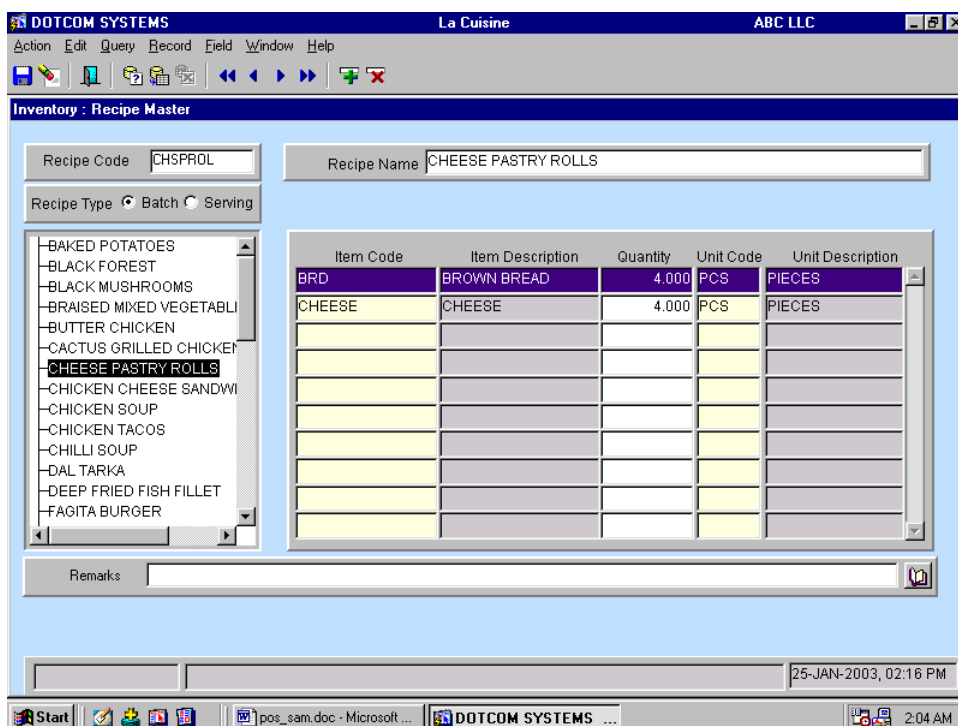 DOTCOM SYSTEMS La Cuisine ABC LLC
Action Edit Query Record Field Window Help
Inventory : Recipe Master
Recipe Code CHSPROL Recipe Name CHEESE PASTRY ROLLS
Recipe Type Batch Serving
BAKED POTATOES
BLACK FOREST
BLACK MUSHROOMS
BRAISED MIXED VEGETABLI
BUTTER CHICKEN
CACTUS GRILLED CHICKEN
CHEESE PASTRY ROLLS
CHICKEN CHEESE SANDWI
CHICKEN SOUP
CHICKEN TACOS
CHILLI SOUP
DAL TARKA
DEEP FRIED FISH FILLET
FAGITA BURGER
Item Code Item Description Quantity Unit Code Unit Description
BRD BROWN BREAD 4.000 PCS PIECES
CHEESE CHEESE 4.000 PCS PIECES
Remarks
25-JAN-2003, 02:16 PM
Start pos_sam.doc - Microsoft ... DOTCOM SYSTEMS ... 2:04 AM